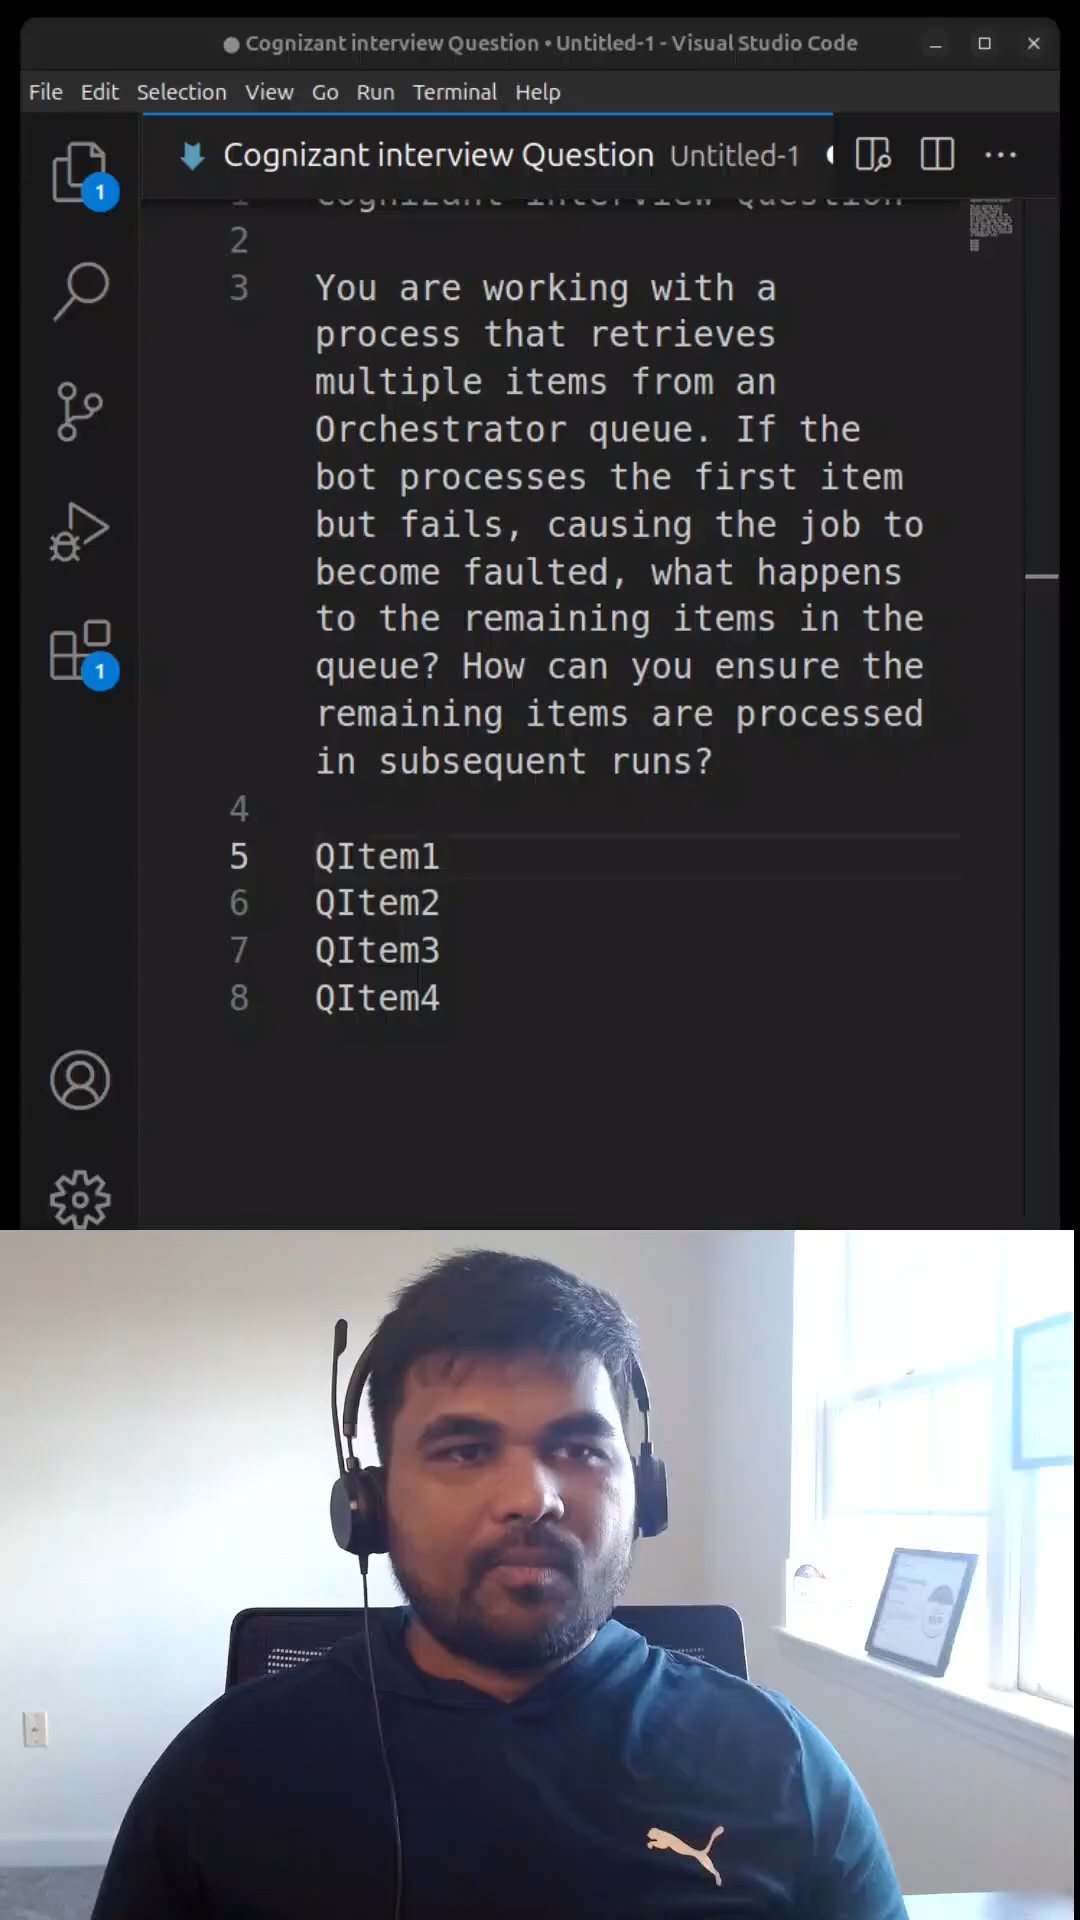 Cognizant interview Question • Untitled-1 - Visual Studio Code
File Edit Selection View Go Run Terminal Help
Cognizant interview Question Untitled-1
1
1 Cognizant interview Question
2
3 You are working with a
process that retrieves
multiple items from an
Orchestrator queue. If the
bot processes the first item
but fails, causing the job to
become faulted, what happens
to the remaining items in the
queue? How can you ensure the
remaining items are processed
in subsequent runs?
1
4
5 QItem1
6 QItem2
7 QItem3
8 QItem4